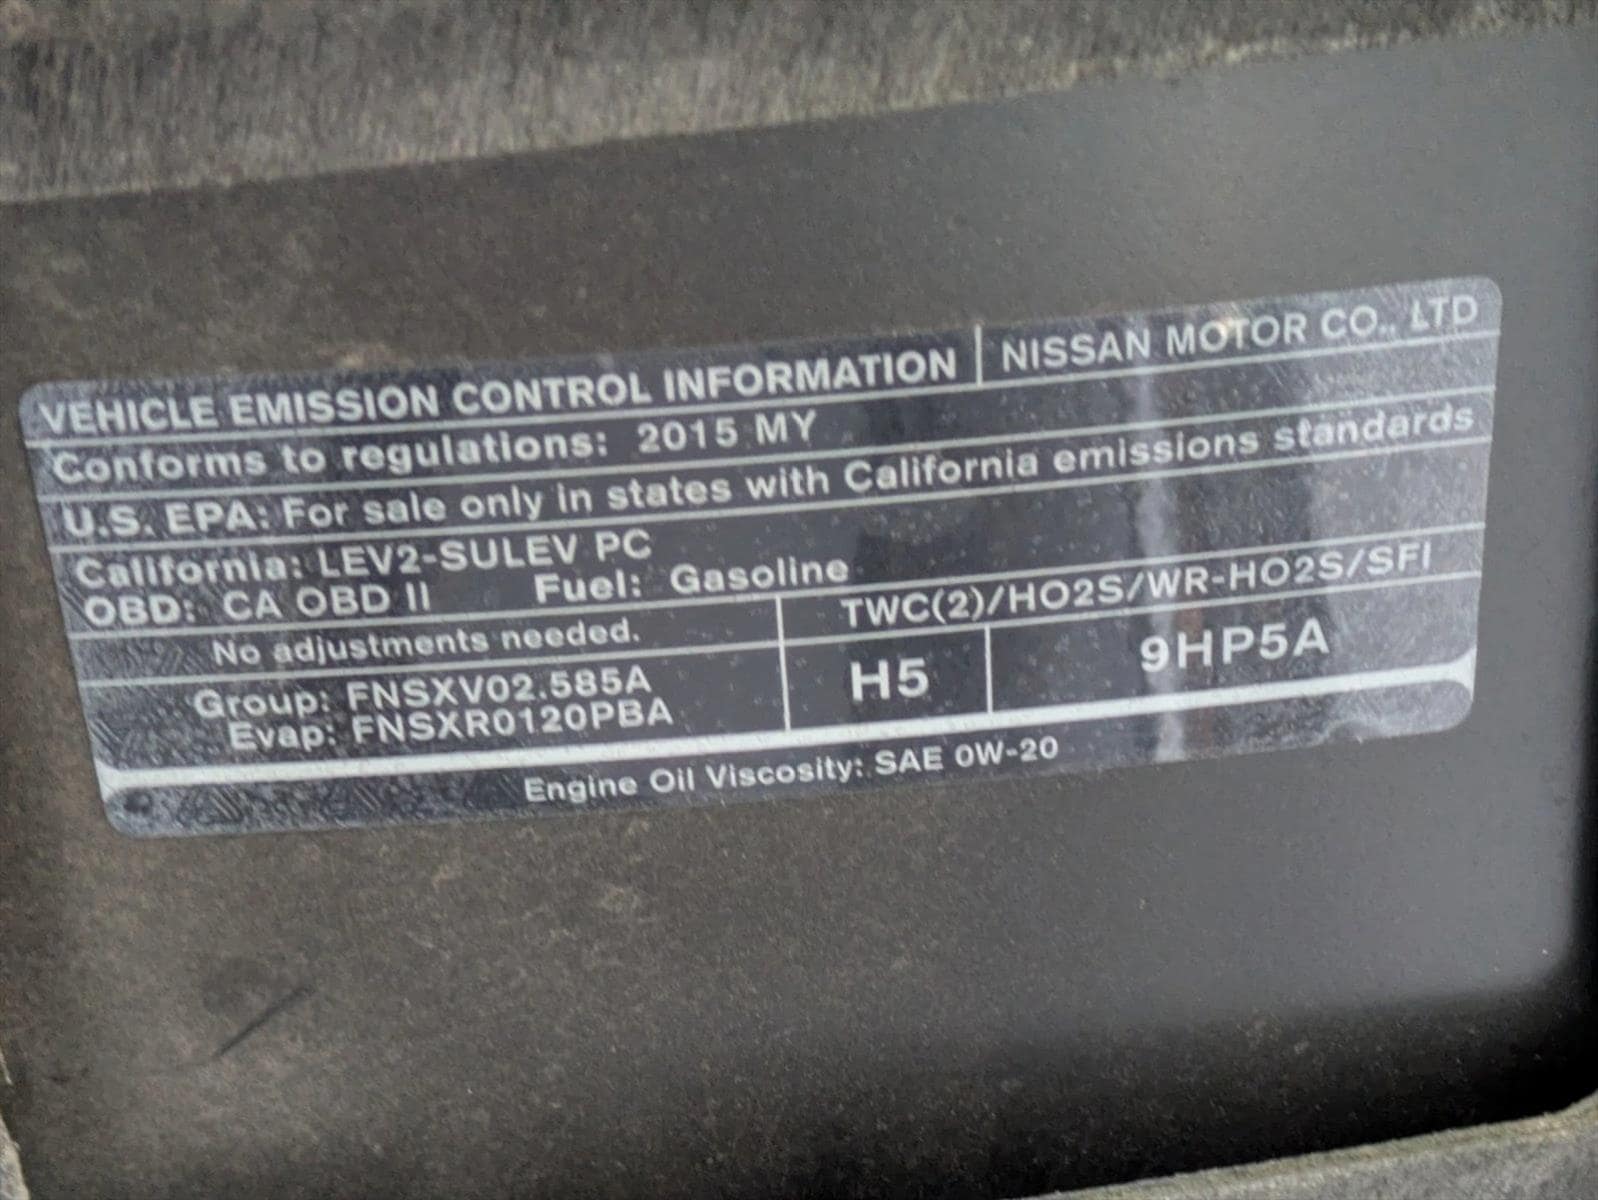 VEHICLE EMISSION CONTROL INFORMATION NISSAN MOTOR CO., LTD
Conforms to regulations: 2015 MY
U.S. EPA: For sale only in states with California emissions standards
California: LEV2-SULEV PC
OBD: CA OBD II Fuel: Gasoline
No adjustments needed. TWC(2)/HO2S/WR-HO2S/SFI
Group: FNSXV02.585A H5 9HP5A
Evap: FNSXR0120PBA
Engine Oil Viscosity: SAE 0W-20